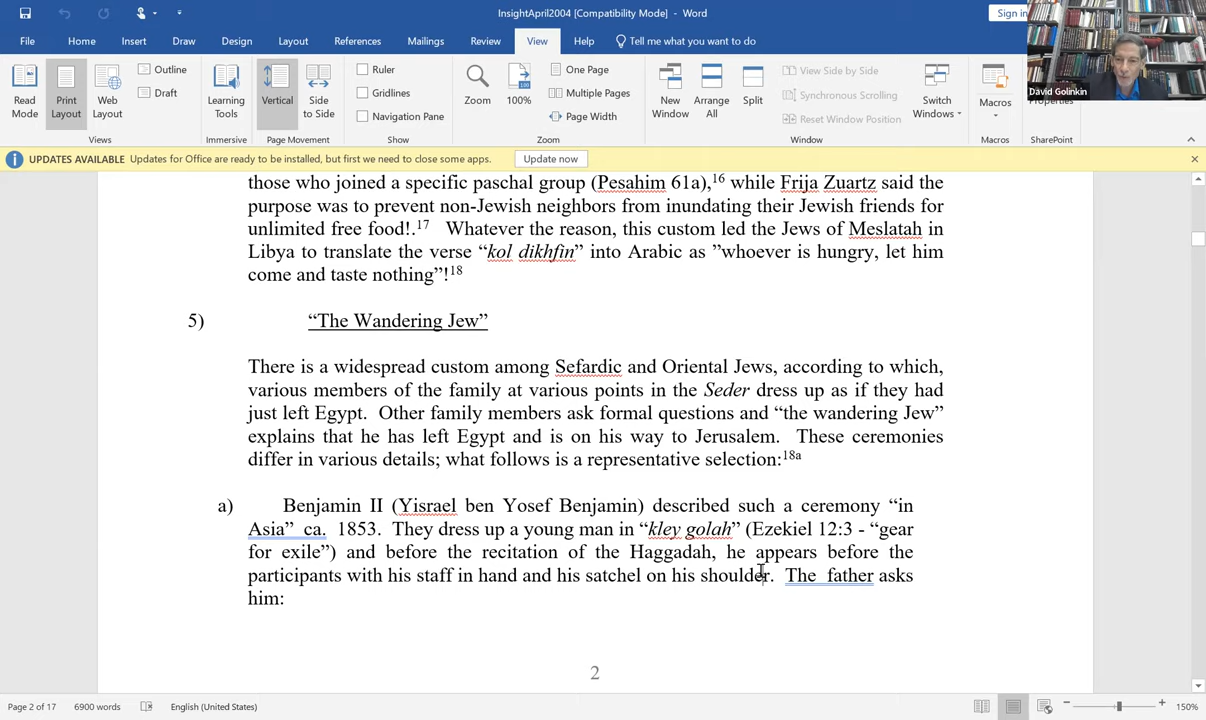 InsightApril2004 [Compatibility Mode] - Word
Sign in
File Home Insert Draw Design Layout References Mailings Review View Help Tell me what you want to do
Read Mode
Print Layout
Web Layout
Outline
Draft
Views
Learning Tools
Immersive
Vertical
Side to Side
Page Movement
Ruler
Gridlines
Navigation Pane
Show
Zoom
100%
One Page
Multiple Pages
Page Width
Zoom
New Window
Arrange All
Split
View Side by Side
Synchronous Scrolling
Reset Window Position
Window
Switch Windows
Macros
Macros
Properties
SharePoint
David Golinkin
UPDATES AVAILABLE Updates for Office are ready to be installed, but first we need to close some apps. Update now
those who joined a specific paschal group (Pesahim 61a),16 while Frija Zuartz said the
purpose was to prevent non-Jewish neighbors from inundating their Jewish friends for
unlimited free food!.17 Whatever the reason, this custom led the Jews of Meslatah in
Libya to translate the verse “kol dikhfin” into Arabic as ”whoever is hungry, let him
come and taste nothing”!18
5) “The Wandering Jew”
There is a widespread custom among Sefardic and Oriental Jews, according to which,
various members of the family at various points in the Seder dress up as if they had
just left Egypt. Other family members ask formal questions and “the wandering Jew”
explains that he has left Egypt and is on his way to Jerusalem. These ceremonies
differ in various details; what follows is a representative selection:18a
a) Benjamin II (Yisrael ben Yosef Benjamin) described such a ceremony “in
Asia” ca. 1853. They dress up a young man in “kley golah” (Ezekiel 12:3 - “gear
for exile”) and before the recitation of the Haggadah, he appears before the
participants with his staff in hand and his satchel on his shoulder. The father asks
him:
2
Page 2 of 17 6900 words English (United States) 150%